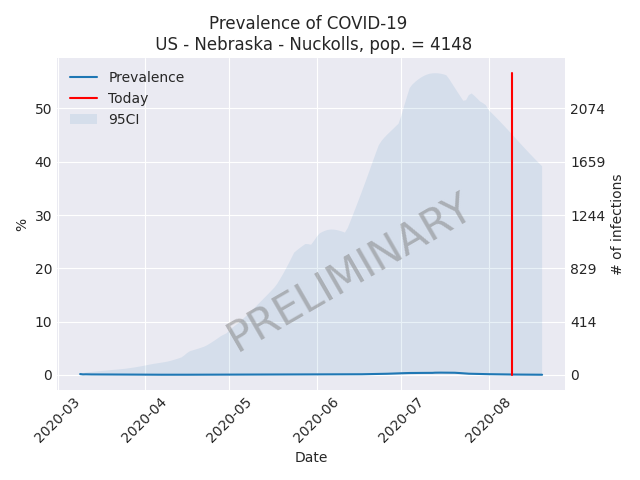 Prevalence of COVID-19
US - Nebraska - Nuckolls, pop. = 4148
Prevalence
Today
95CI
50
40
30
20
10
0
%
2074
1659
1244
829
414
0
# of infections
PRELIMINARY
2020-03
2020-04
2020-05
2020-06
2020-07
2020-08
Date